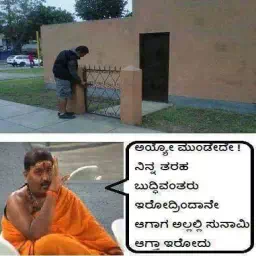 ಅಯ್ಯೋ ಮುಂಡೇದೇ !
ನಿನ್ನ ತರಹ
ಬುದ್ಧಿವಂತರು
ಇರೋದ್ರಿಂದಾನೇ
ಆಗಾಗ ಅಲ್ಲಲ್ಲಿ ಸುನಾಮಿ
ಆಗ್ತಾ ಇರೋದು